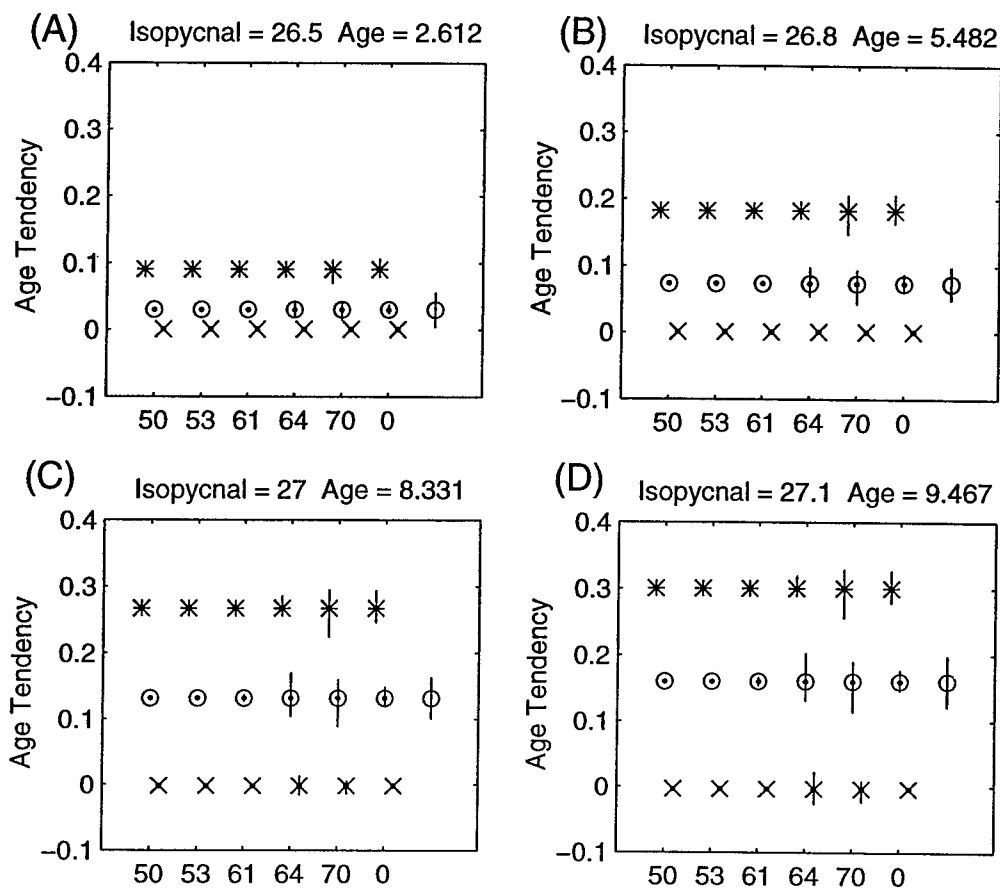 (A) Isopycnal = 26.5 Age = 2.612
0.4
0.3
0.2
0.1
0
−0.1
Age Tendency
50 53 61 64 70 0
(B) Isopycnal = 26.8 Age = 5.482
0.4
0.3
0.2
0.1
0
−0.1
Age Tendency
50 53 61 64 70 0
(C) Isopycnal = 27 Age = 8.331
0.4
0.3
0.2
0.1
0
−0.1
Age Tendency
50 53 61 64 70 0
(D) Isopycnal = 27.1 Age = 9.467
0.4
0.3
0.2
0.1
0
−0.1
Age Tendency
50 53 61 64 70 0